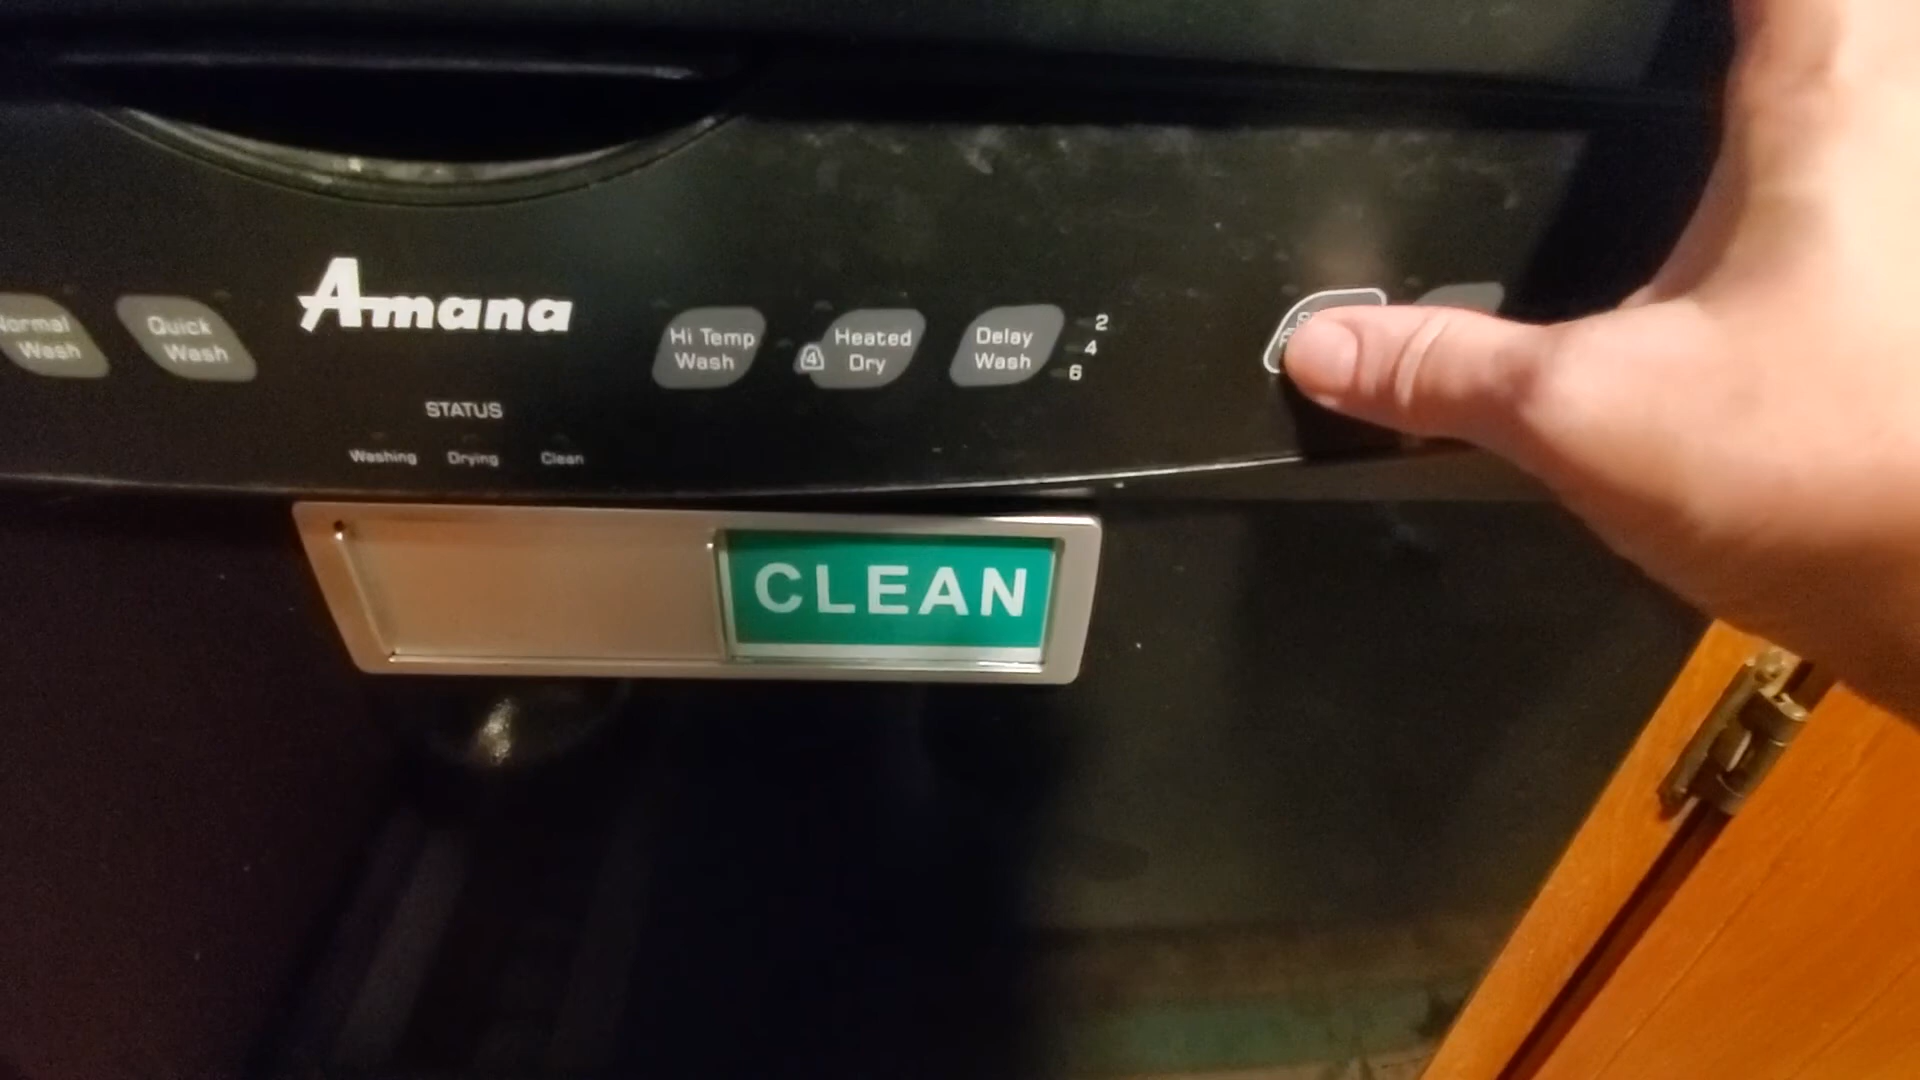 Normal
Wash
Quick
Wash
Amana
Hi Temp
Wash
4
Heated
Dry
Delay
Wash
2
4
6
STATUS
Washing
Drying
Clean
CLEAN